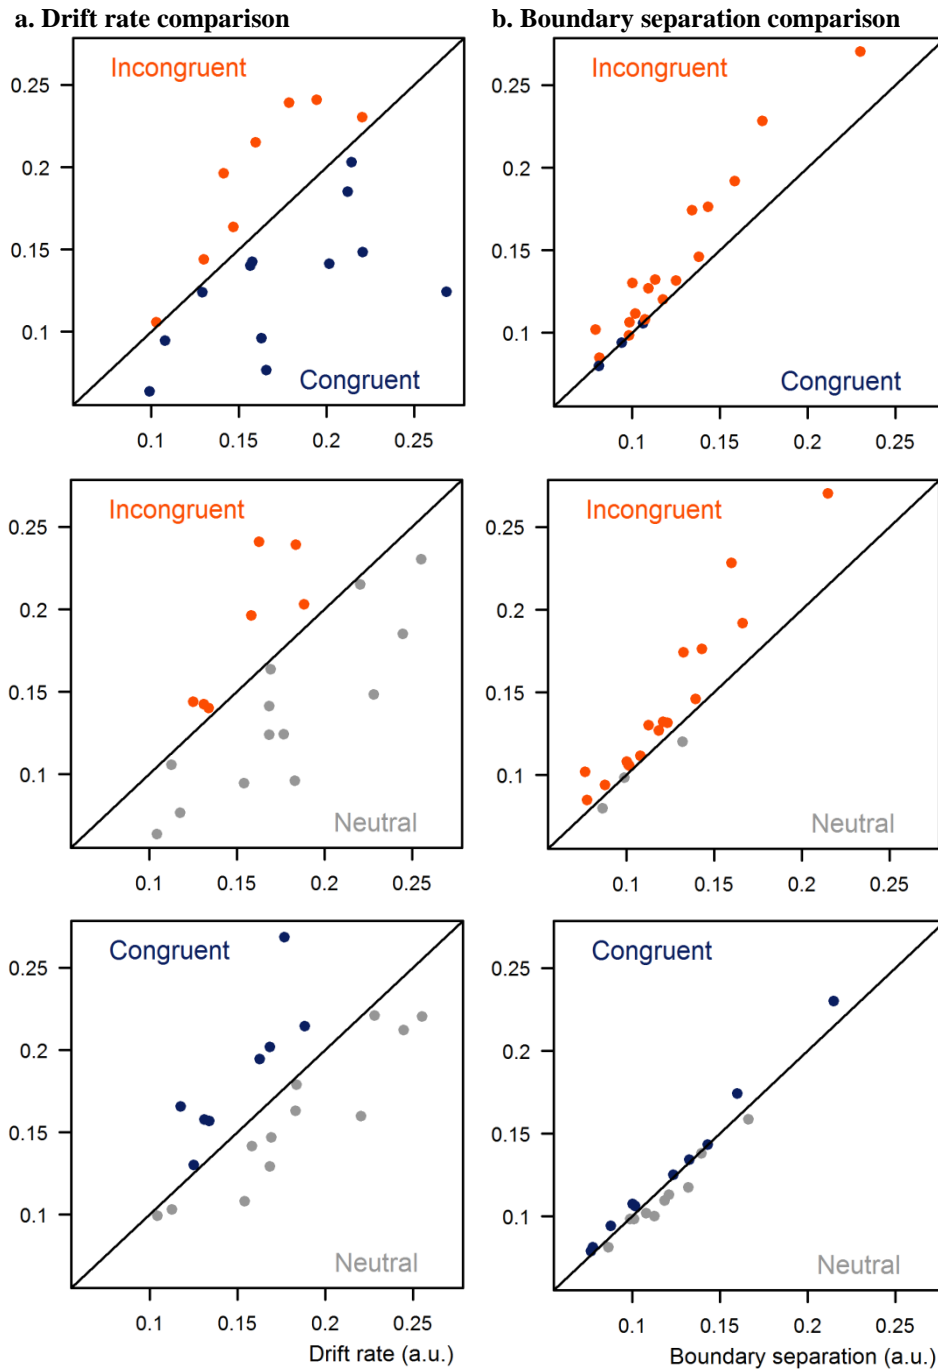 a. Drift rate comparison
b. Boundary separation comparison
Incongruent
0.25
0.2
0.15
0.1
Congruent
0.1 0.15 0.2 0.25
Incongruent
0.25
0.2
0.15
0.1
Congruent
0.1 0.15 0.2 0.25
Incongruent
0.25
0.2
0.15
0.1
Neutral
0.1 0.15 0.2 0.25
Incongruent
0.25
0.2
0.15
0.1
Neutral
0.1 0.15 0.2 0.25
Congruent
0.25
0.2
0.15
0.1
Neutral
0.1 0.15 0.2 0.25
Drift rate (a.u.)
Congruent
0.25
0.2
0.15
0.1
Neutral
0.1 0.15 0.2 0.25
Boundary separation (a.u.)